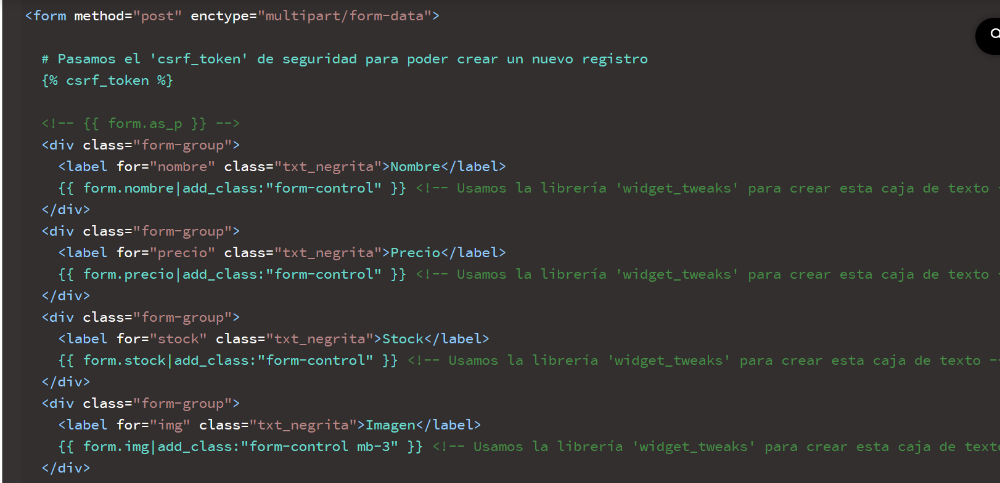 <form method="post" enctype="multipart/form-data">
# Pasamos el 'csrf_token' de seguridad para poder crear un nuevo registro
{% csrf_token %}
<!-- {{ form.as_p }} -->
<div class="form-group">
<label for="nombre" class="txt_negrita">Nombre</label>
{{ form.nombre|add_class:"form-control" }} <!-- Usamos la librería 'widget_tweaks' para crear esta caja de texto
</div>
<div class="form-group">
<label for="precio" class="txt_negrita">Precio</label>
{{ form.precio|add_class:"form-control" }} <!-- Usamos la librería 'widget_tweaks' para crear esta caja de texto
</div>
<div class="form-group">
<label for="stock" class="txt_negrita">Stock</label>
{{ form.stock|add_class:"form-control" }} <!-- Usamos la librería 'widget_tweaks' para crear esta caja de texto --
</div>
<div class="form-group">
<label for="img" class="txt_negrita">Imagen</label>
{{ form.img|add_class:"form-control mb-3" }} <!-- Usamos la librería 'widget_tweaks' para crear esta caja de texto
</div>